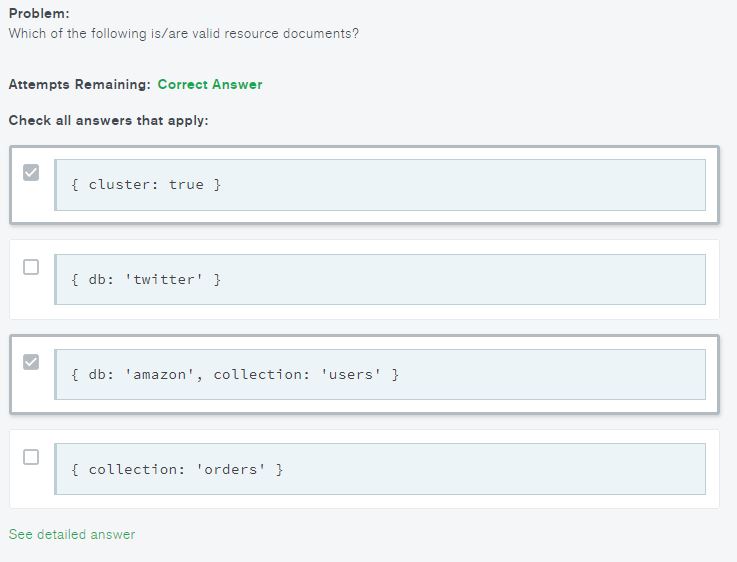 Problem:
Which of the following is/are valid resource documents?
Attempts Remaining: Correct Answer
Check all answers that apply:
{ cluster: true }
{ db: 'twitter' }
{ db: 'amazon', collection: 'users' }
{ collection: 'orders' }
See detailed answer